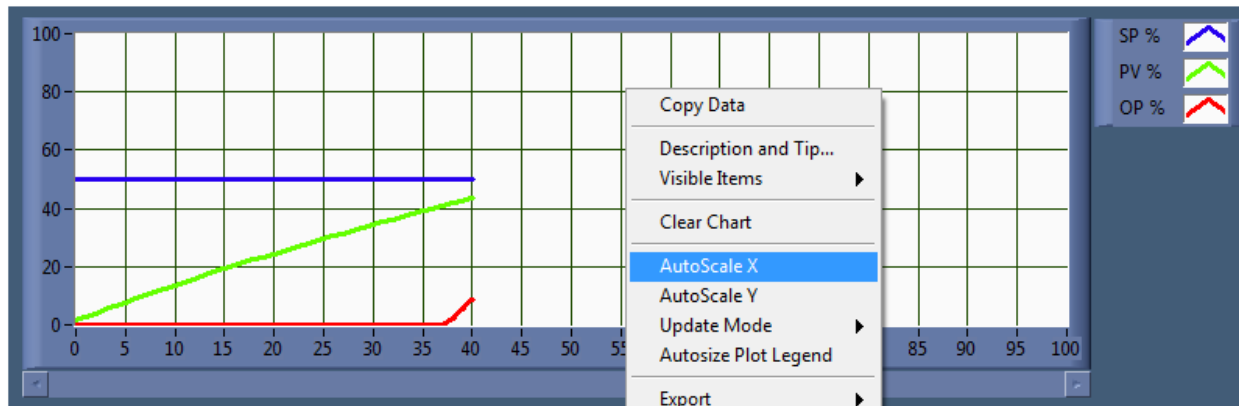 100
80
60
40
20
0
0 5 10 15 20 25 30 35 40 45 50 85 90 95 100
SP %
PV %
OP %
Copy Data
Description and Tip...
Visible Items
Clear Chart
AutoScale X
AutoScale Y
Update Mode
Autosize Plot Legend
Export